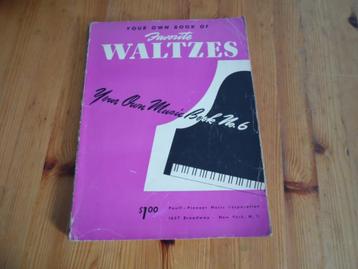 YOUR OWN BOOK OF
Favorite
WALTZES
Your Own Music Book No. 6
$1.00
Paull-Pioneer Music Corporation
1657 Broadway - New York, N. Y.